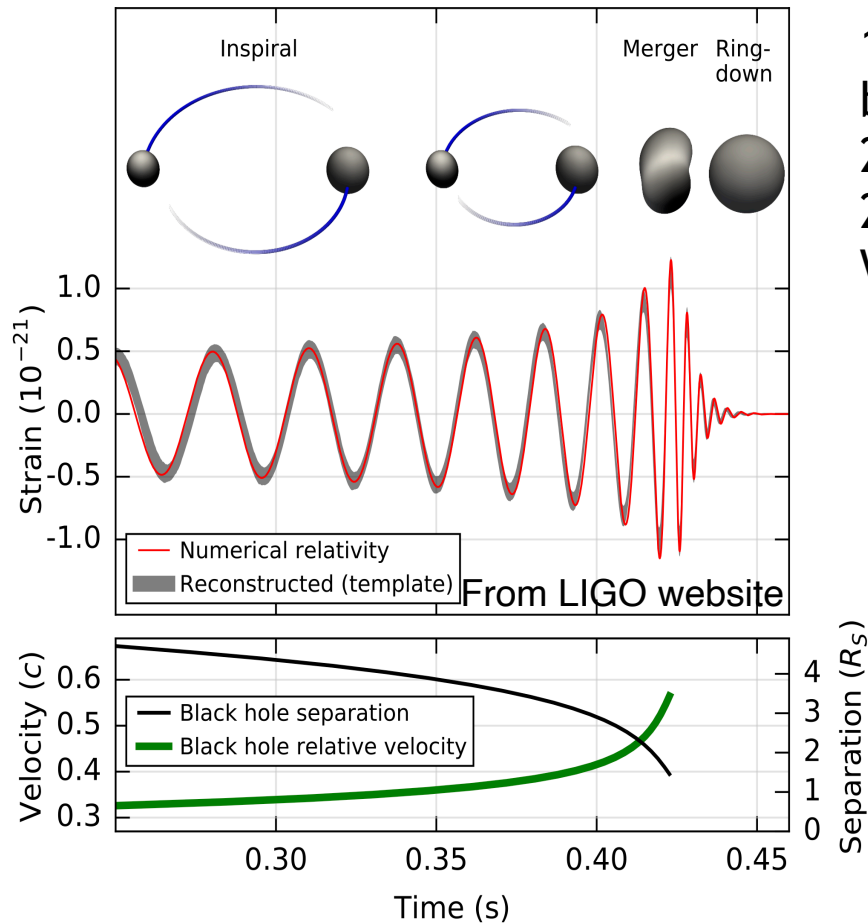 Inspiral
Merger
Ring-
down
Strain (10⁻²¹)
1.0
0.5
0.0
-0.5
-1.0
Numerical relativity
Reconstructed (template)
From LIGO website
Velocity (c)
0.6
0.5
0.4
0.3
Black hole separation
Black hole relative velocity
Separation (R_S)
4
3
2
1
0
0.30
0.35
0.40
0.45
Time (s)